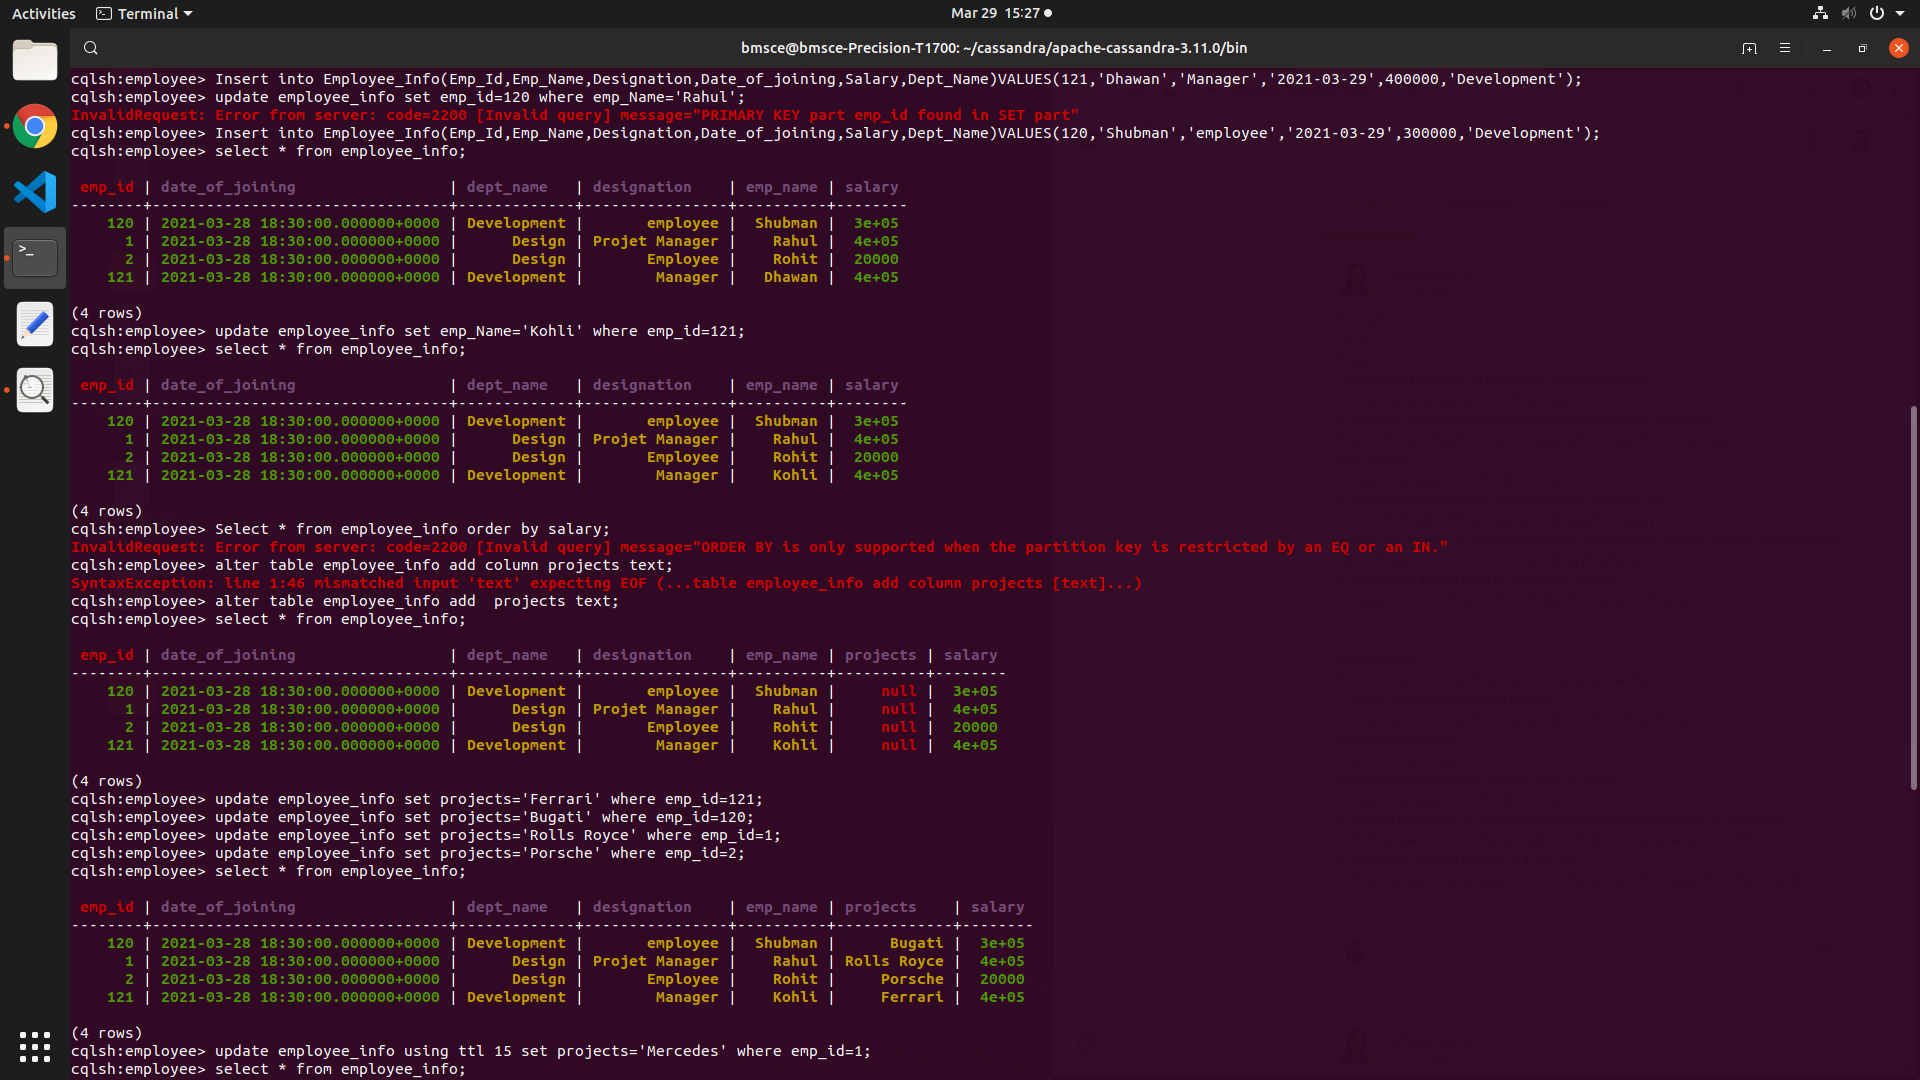 Activities Terminal Mar 29 15:27
bmsce@bmsce-Precision-T1700: ~/cassandra/apache-cassandra-3.11.0/bin
cqlsh:employee> Insert into Employee_Info(Emp_Id,Emp_Name,Designation,Date_of_joining,Salary,Dept_Name)VALUES(121,'Dhawan','Manager','2021-03-29',400000,'Development');
cqlsh:employee> update employee_info set emp_id=120 where emp_Name='Rahul';
InvalidRequest: Error from server: code=2200 [Invalid query] message="PRIMARY KEY part emp_id found in SET part"
cqlsh:employee> Insert into Employee_Info(Emp_Id,Emp_Name,Designation,Date_of_joining,Salary,Dept_Name)VALUES(120,'Shubman','employee','2021-03-29',300000,'Development');
cqlsh:employee> select * from employee_info;
emp_id | date_of_joining | dept_name | designation | emp_name | salary
--------+---------------------------------+-------------+----------------+----------+--------
120 | 2021-03-28 18:30:00.000000+0000 | Development | employee | Shubman | 3e+05
1 | 2021-03-28 18:30:00.000000+0000 | Design | Projet Manager | Rahul | 4e+05
2 | 2021-03-28 18:30:00.000000+0000 | Design | Employee | Rohit | 20000
121 | 2021-03-28 18:30:00.000000+0000 | Development | Manager | Dhawan | 4e+05
(4 rows)
cqlsh:employee> update employee_info set emp_Name='Kohli' where emp_id=121;
cqlsh:employee> select * from employee_info;
emp_id | date_of_joining | dept_name | designation | emp_name | salary
--------+---------------------------------+-------------+----------------+----------+--------
120 | 2021-03-28 18:30:00.000000+0000 | Development | employee | Shubman | 3e+05
1 | 2021-03-28 18:30:00.000000+0000 | Design | Projet Manager | Rahul | 4e+05
2 | 2021-03-28 18:30:00.000000+0000 | Design | Employee | Rohit | 20000
121 | 2021-03-28 18:30:00.000000+0000 | Development | Manager | Kohli | 4e+05
(4 rows)
cqlsh:employee> Select * from employee_info order by salary;
InvalidRequest: Error from server: code=2200 [Invalid query] message="ORDER BY is only supported when the partition key is restricted by an EQ or an IN."
cqlsh:employee> alter table employee_info add column projects text;
SyntaxException: line 1:46 mismatched input 'text' expecting EOF (...table employee_info add column projects [text]...)
cqlsh:employee> alter table employee_info add  projects text;
cqlsh:employee> select * from employee_info;
emp_id | date_of_joining | dept_name | designation | emp_name | projects | salary
--------+---------------------------------+-------------+----------------+----------+----------+--------
120 | 2021-03-28 18:30:00.000000+0000 | Development | employee | Shubman | null | 3e+05
1 | 2021-03-28 18:30:00.000000+0000 | Design | Projet Manager | Rahul | null | 4e+05
2 | 2021-03-28 18:30:00.000000+0000 | Design | Employee | Rohit | null | 20000
121 | 2021-03-28 18:30:00.000000+0000 | Development | Manager | Kohli | null | 4e+05
(4 rows)
cqlsh:employee> update employee_info set projects='Ferrari' where emp_id=121;
cqlsh:employee> update employee_info set projects='Bugati' where emp_id=120;
cqlsh:employee> update employee_info set projects='Rolls Royce' where emp_id=1;
cqlsh:employee> update employee_info set projects='Porsche' where emp_id=2;
cqlsh:employee> select * from employee_info;
emp_id | date_of_joining | dept_name | designation | emp_name | projects | salary
--------+---------------------------------+-------------+----------------+----------+-------------+--------
120 | 2021-03-28 18:30:00.000000+0000 | Development | employee | Shubman | Bugati | 3e+05
1 | 2021-03-28 18:30:00.000000+0000 | Design | Projet Manager | Rahul | Rolls Royce | 4e+05
2 | 2021-03-28 18:30:00.000000+0000 | Design | Employee | Rohit | Porsche | 20000
121 | 2021-03-28 18:30:00.000000+0000 | Development | Manager | Kohli | Ferrari | 4e+05
(4 rows)
cqlsh:employee> update employee_info using ttl 15 set projects='Mercedes' where emp_id=1;
cqlsh:employee> select * from employee_info;